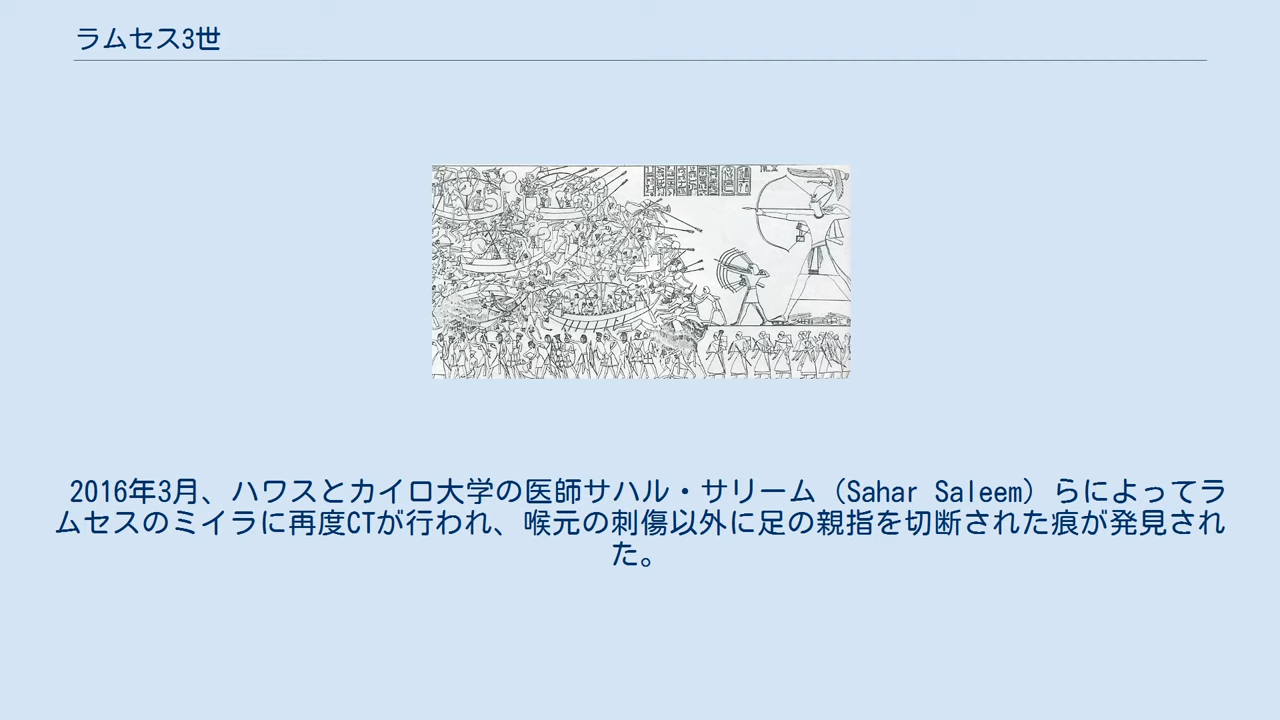 ラムセス3世
2016年3月、ハワスとカイロ大学の医師サハル・サリーム（Sahar Saleem）らによってラ
ムセスのミイラに再度CTが行われ、喉元の刺傷以外に足の親指を切断された痕が発見され
た。